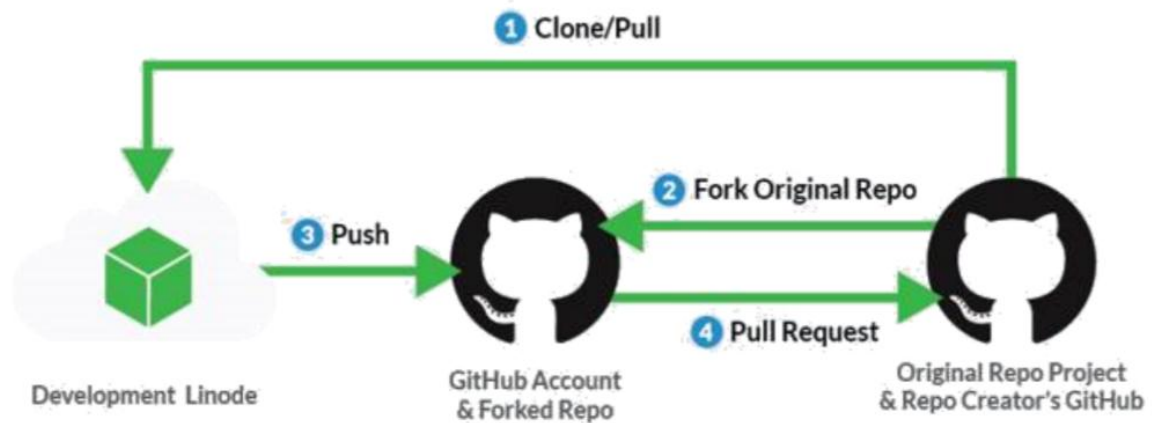 1 Clone/Pull
2 Fork Original Repo
3 Push
4 Pull Request
Development Linode
GitHub Account
& Forked Repo
Original Repo Project
& Repo Creator's GitHub